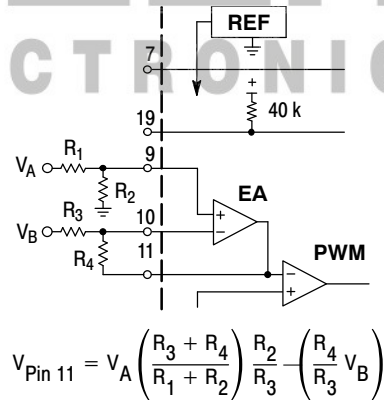 REF
CTRONIC
7
+
40 k
19
R1
9
VA
+
EA
R2
R3
10
−
VB
11
PWM
R4
−
+
VPin 11 = VA ( (R3 + R4) / (R1 + R2) ) R2/R3 − ( R4/R3 VB )